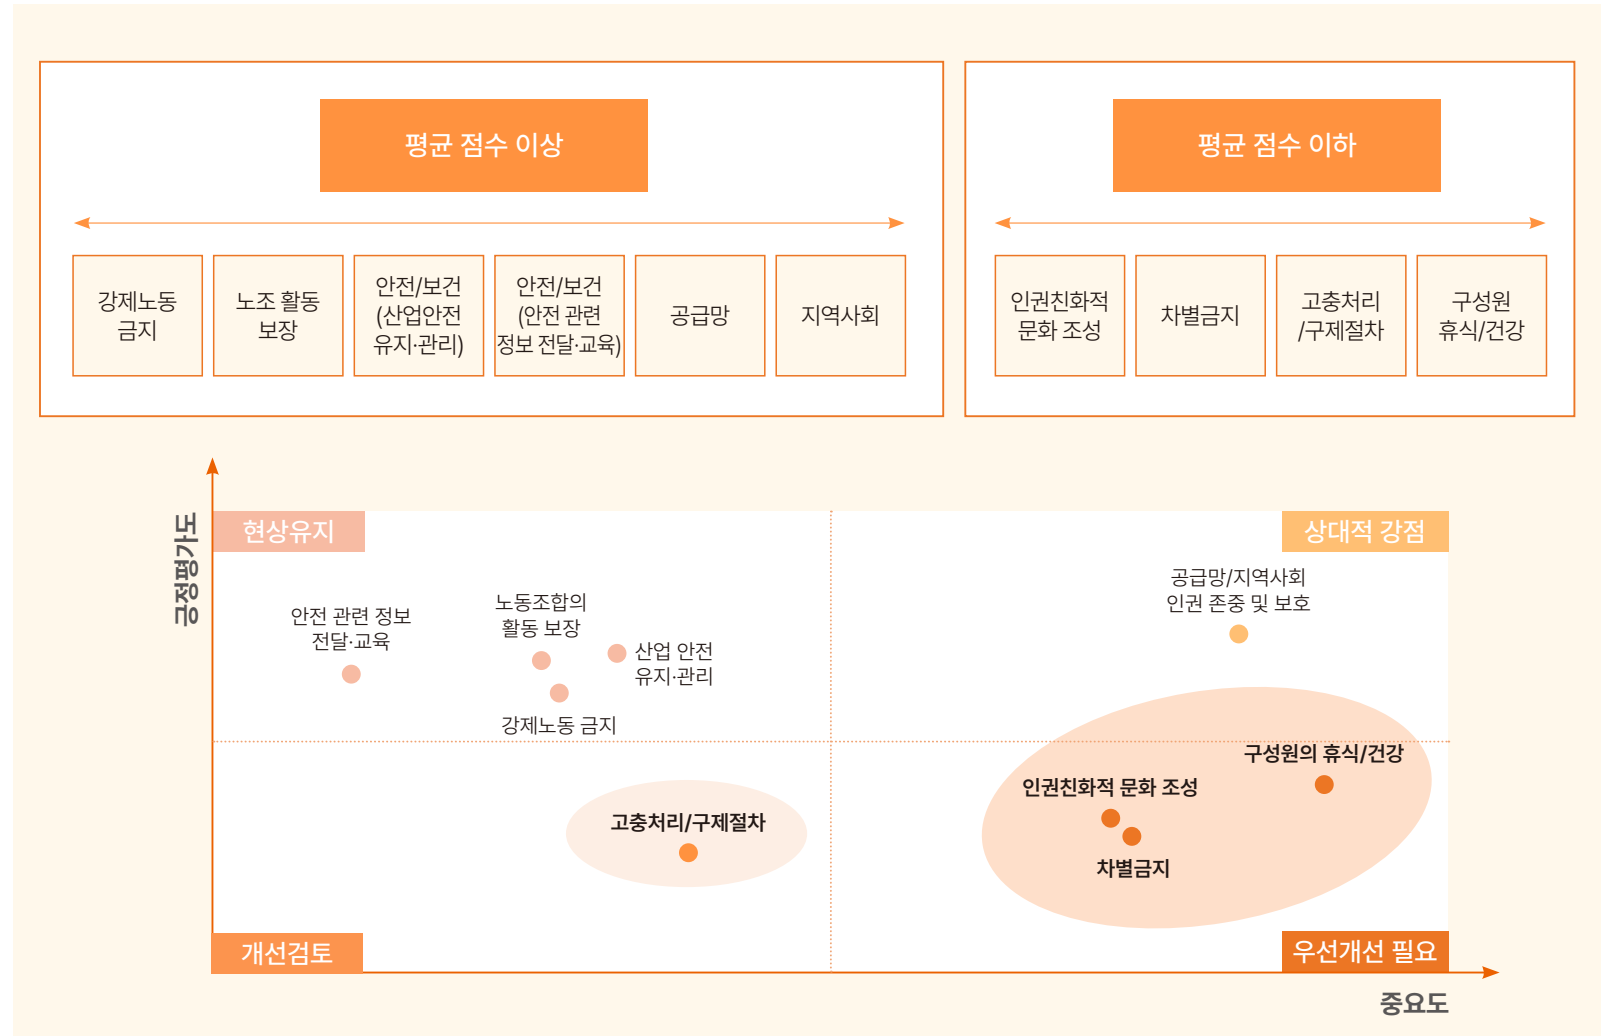 평균 점수 이상
강제노동
금지
노조 활동
보장
안전/보건
(산업안전
유지·관리)
안전/보건
(안전 관련
정보 전달·교육)
공급망
지역사회
평균 점수 이하
인권친화적
문화 조성
차별금지
고충처리
/구제절차
구성원
휴식/건강
긍정평가도
현상유지
상대적 강점
안전 관련 정보
전달·교육
노동조합의
활동 보장
산업 안전
유지·관리
강제노동 금지
공급망/지역사회
인권 존중 및 보호
고충처리/구제절차
구성원의 휴식/건강
인권친화적 문화 조성
차별금지
개선검토
우선개선 필요
중요도